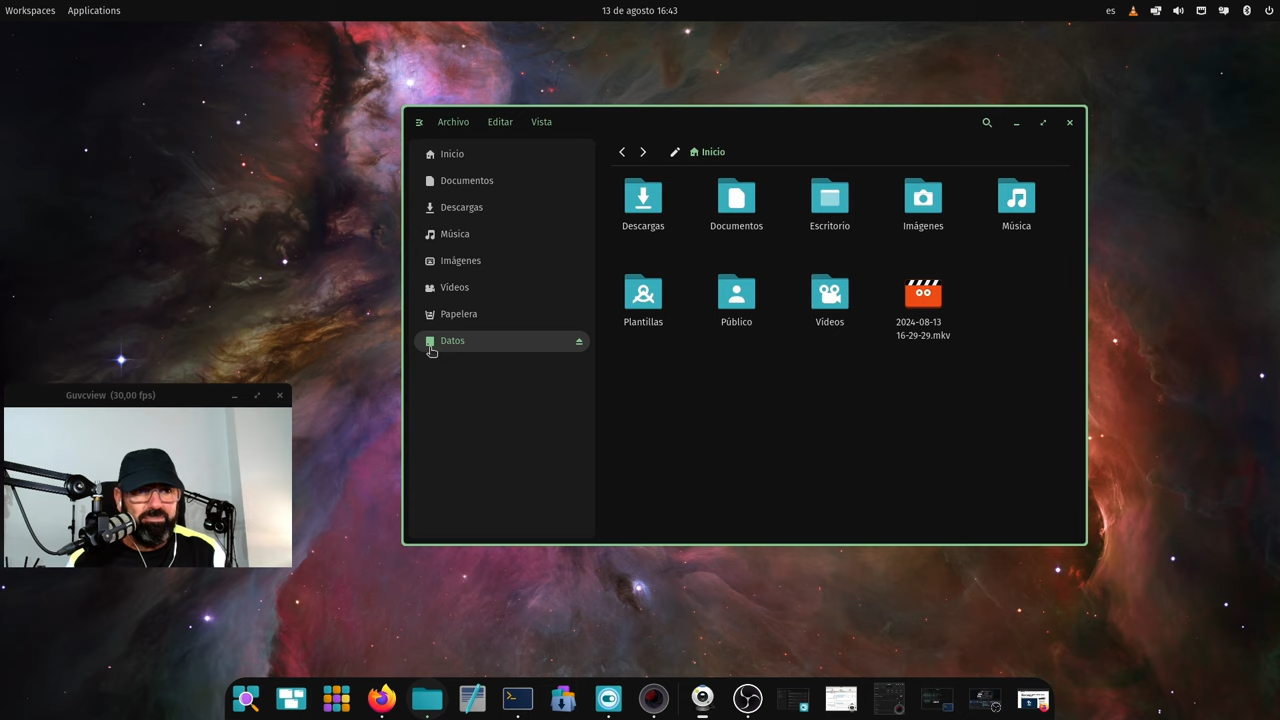 Workspaces Applications 13 de agosto 16:43 es
Archivo Editar Vista
Inicio
Documentos
Descargas
Música
Imágenes
Vídeos
Papelera
Datos
Inicio
Descargas Documentos Escritorio Imágenes Música
Plantillas Público Vídeos 2024-08-13
16-29-29.mkv
Guvcview (30,00 fps)